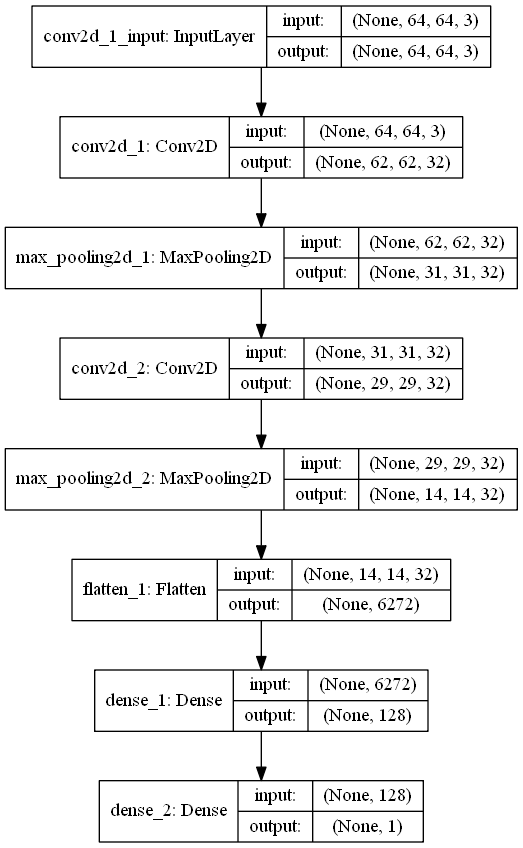 conv2d_1_input: InputLayer
input: (None, 64, 64, 3)
output: (None, 64, 64, 3)
conv2d_1: Conv2D
input: (None, 64, 64, 3)
output: (None, 62, 62, 32)
max_pooling2d_1: MaxPooling2D
input: (None, 62, 62, 32)
output: (None, 31, 31, 32)
conv2d_2: Conv2D
input: (None, 31, 31, 32)
output: (None, 29, 29, 32)
max_pooling2d_2: MaxPooling2D
input: (None, 29, 29, 32)
output: (None, 14, 14, 32)
flatten_1: Flatten
input: (None, 14, 14, 32)
output: (None, 6272)
dense_1: Dense
input: (None, 6272)
output: (None, 128)
dense_2: Dense
input: (None, 128)
output: (None, 1)